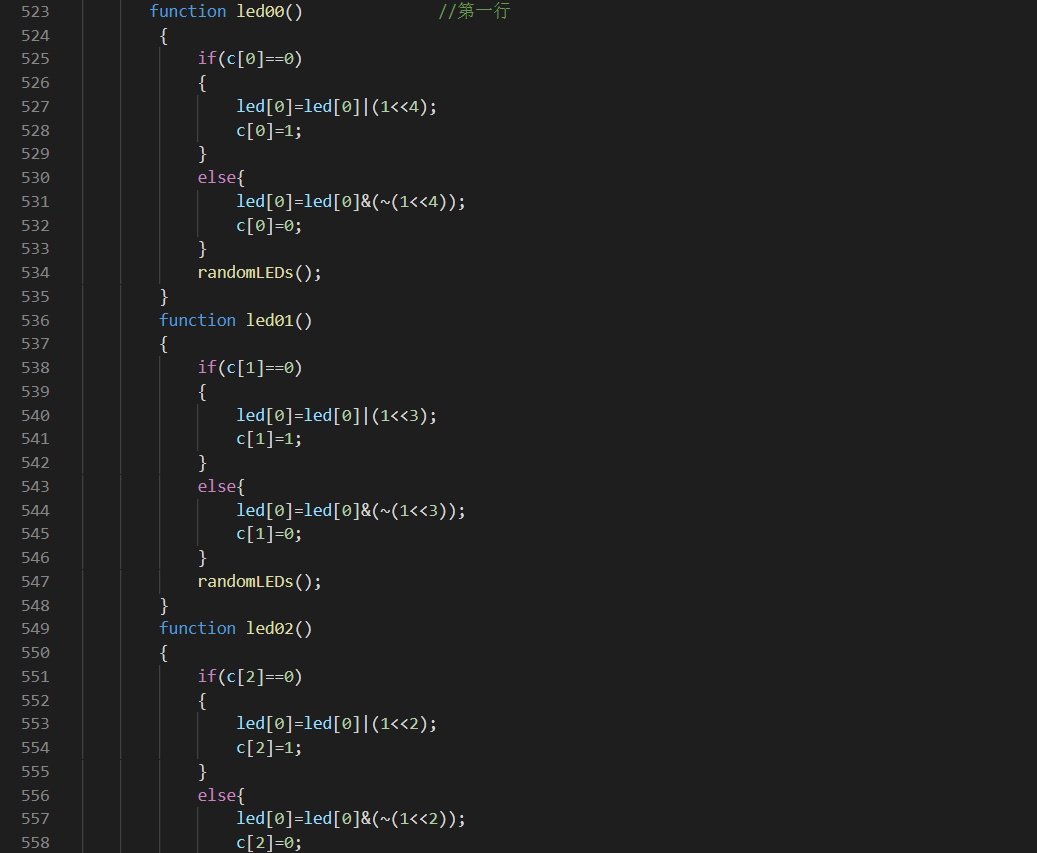 523 function led00() //第一行
524 {
525 if(c[0]==0)
526 {
527 led[0]=led[0]|(1<<4);
528 c[0]=1;
529 }
530 else{
531 led[0]=led[0]&(~(1<<4));
532 c[0]=0;
533 }
534 randomLEDs();
535 }
536 function led01()
537 {
538 if(c[1]==0)
539 {
540 led[0]=led[0]|(1<<3);
541 c[1]=1;
542 }
543 else{
544 led[0]=led[0]&(~(1<<3));
545 c[1]=0;
546 }
547 randomLEDs();
548 }
549 function led02()
550 {
551 if(c[2]==0)
552 {
553 led[0]=led[0]|(1<<2);
554 c[2]=1;
555 }
556 else{
557 led[0]=led[0]&(~(1<<2));
558 c[2]=0;